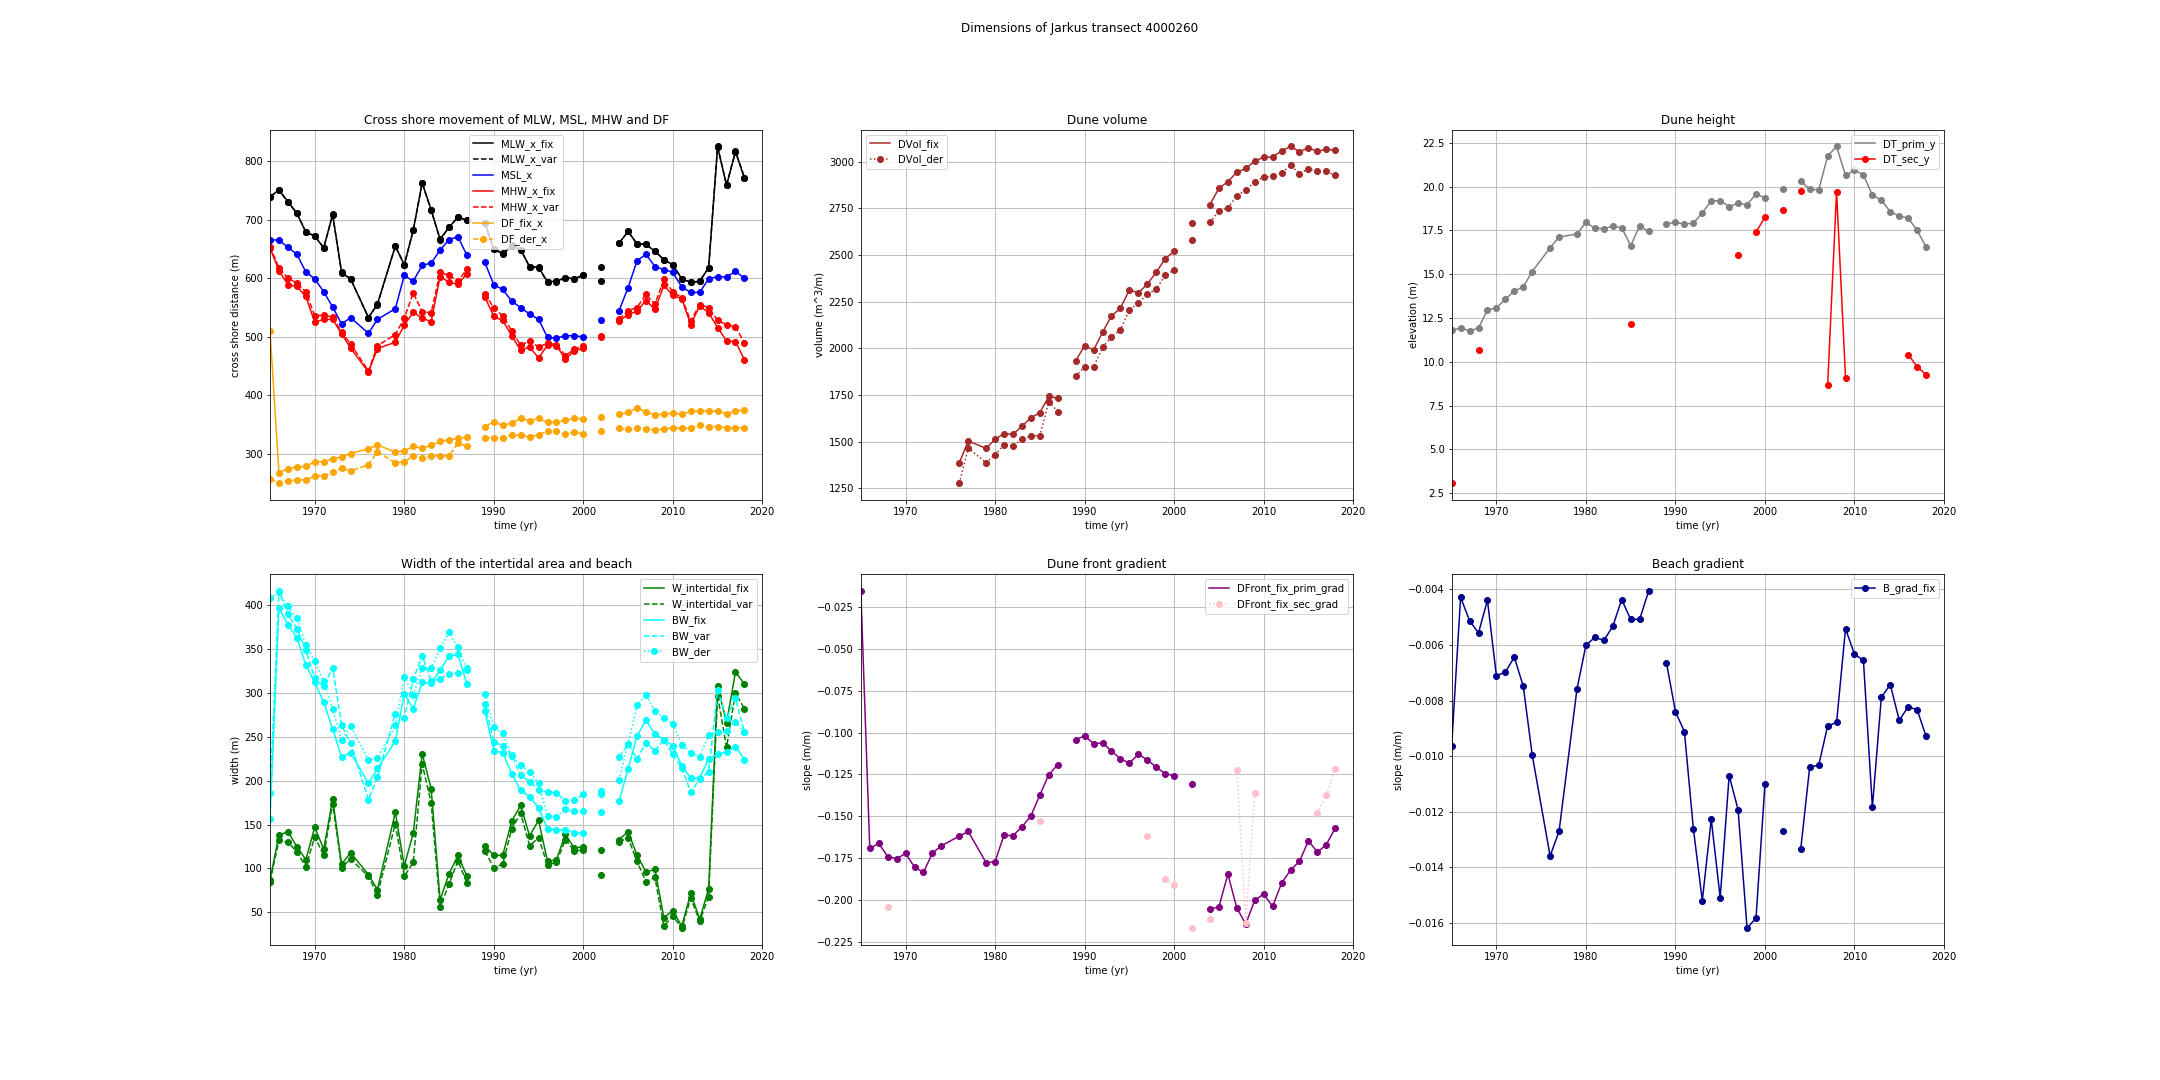 Dimensions of Jarkus transect 4000260
Cross shore movement of MLW, MSL, MHW and DF
cross shore distance (m)
800
700
600
500
400
300
MLW_x_fix
MLW_x_var
MSL_x
MHW_x_fix
MHW_x_var
DF_fix_x
DF_der_x
1970 1980 1990 2000 2010 2020
time (yr)
Dune volume
volume (m^3/m)
3000
2750
2500
2250
2000
1750
1500
1250
DVol_fix
DVol_der
1970 1980 1990 2000 2010 2020
time (yr)
Dune height
elevation (m)
22.5
20.0
17.5
15.0
12.5
10.0
7.5
5.0
2.5
DT_prim_y
DT_sec_y
1970 1980 1990 2000 2010 2020
time (yr)
Width of the intertidal area and beach
width (m)
400
350
300
250
200
150
100
50
W_intertidal_fix
W_intertidal_var
BW_fix
BW_var
BW_der
1970 1980 1990 2000 2010 2020
time (yr)
Dune front gradient
slope (m/m)
−0.025
−0.050
−0.075
−0.100
−0.125
−0.150
−0.175
−0.200
−0.225
DFront_fix_prim_grad
DFront_fix_sec_grad
1970 1980 1990 2000 2010 2020
time (yr)
Beach gradient
slope (m/m)
−0.004
−0.006
−0.008
−0.010
−0.012
−0.014
−0.016
B_grad_fix
1970 1980 1990 2000 2010 2020
time (yr)